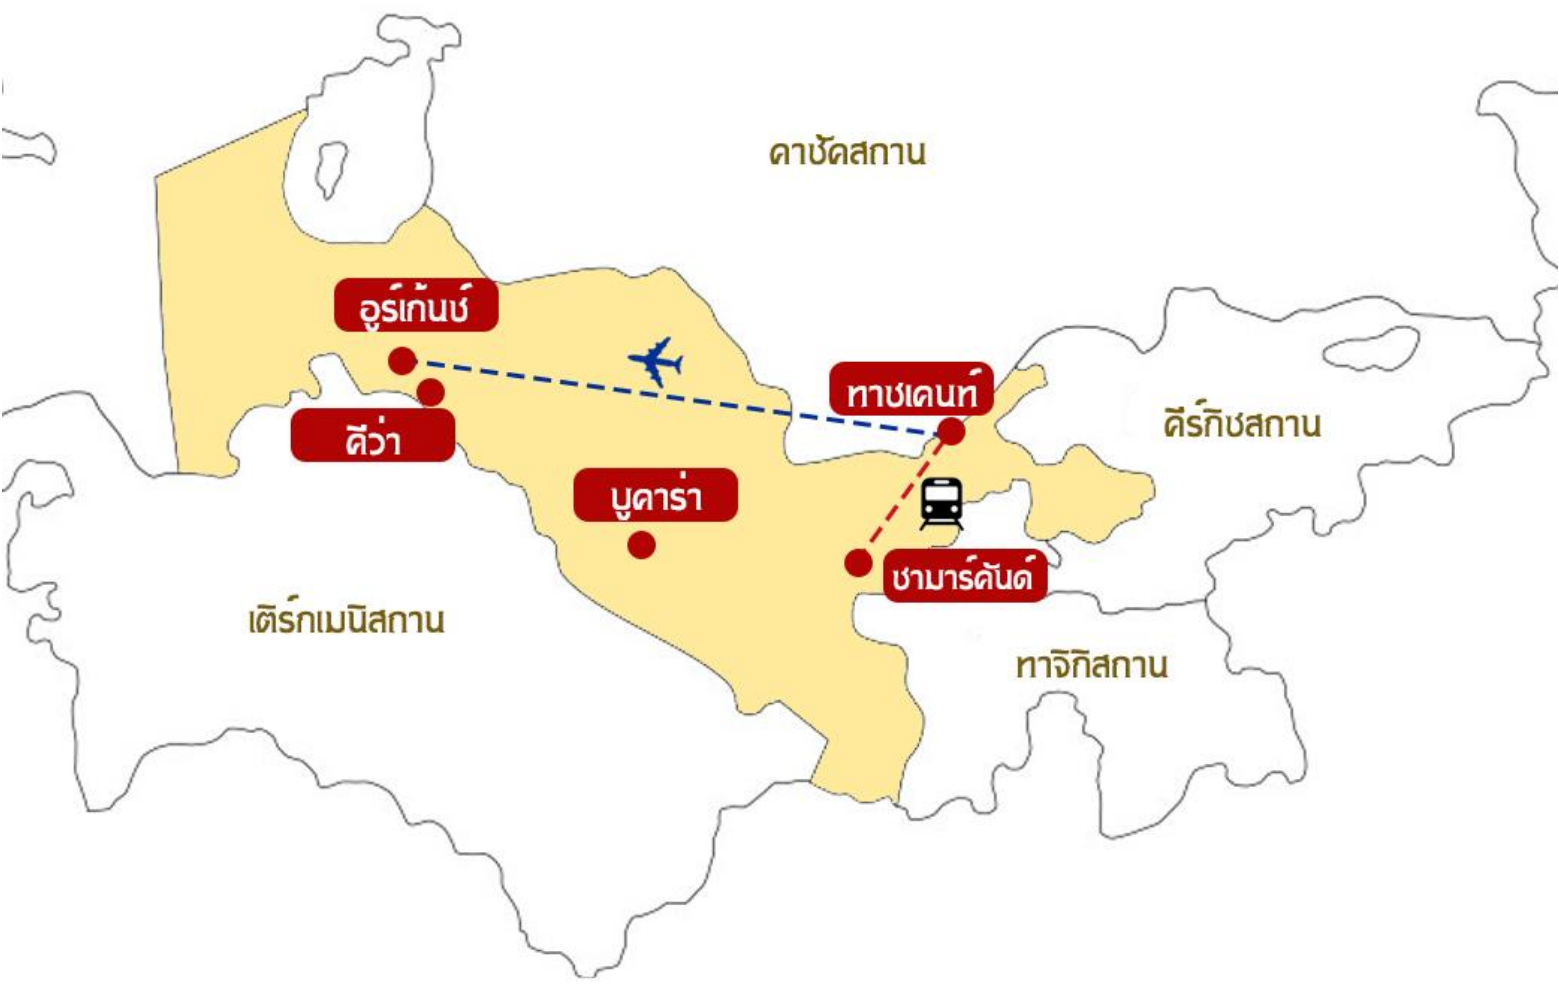 คาซัคสถาน
อูร์เก้นช์
ทาชเคนท์
คีว่า
คีร์กิซสถาน
บูคาร่า
ซามาร์คันด์
เติร์กเมนิสถาน
ทาจิกิสถาน